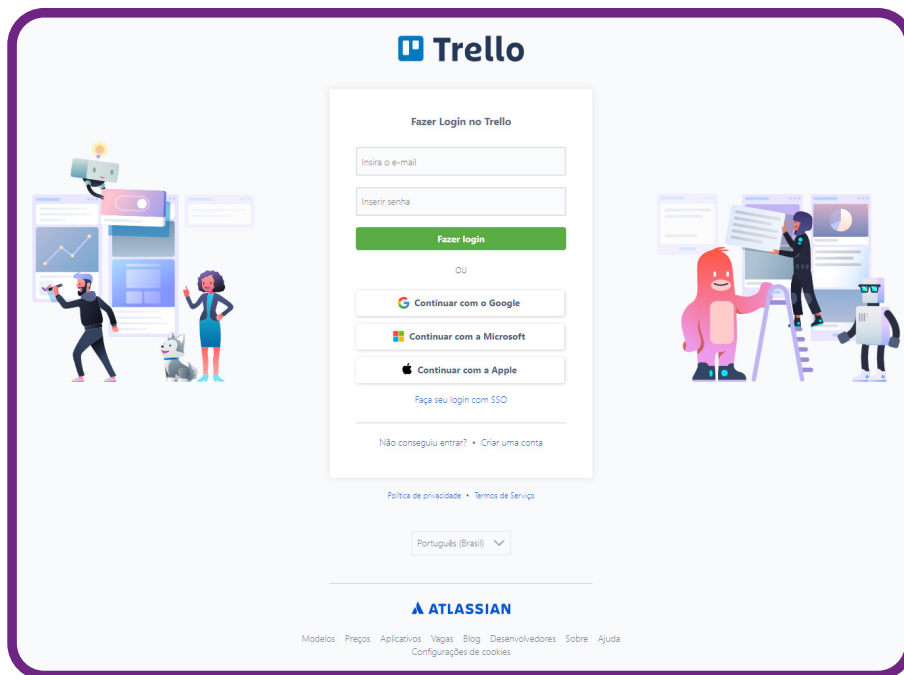 Trello
Fazer Login no Trello
Insira o e-mail
Inserir senha
Fazer login
OU
Continuar com o Google
Continuar com a Microsoft
Continuar com a Apple
Faça seu login com SSO
Não conseguiu entrar? • Criar uma conta
Política de privacidade • Termos de Serviço
Português (Brasil)
ATLASSIAN
Modelos Preços Aplicativos Vagas Blog Desenvolvedores Sobre Ajuda
Configurações de cookies